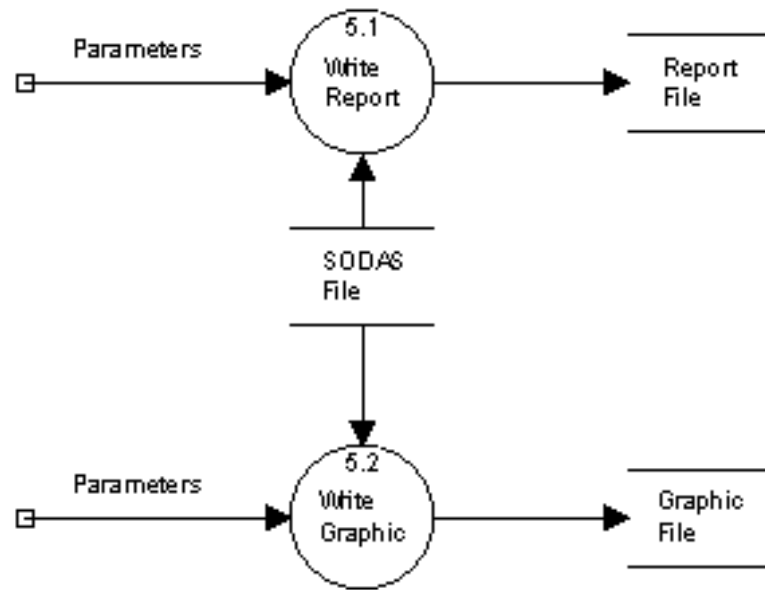 Parameters
5.1
Write
Report
Report
File
SODAS
File
Parameters
5.2
Write
Graphic
Graphic
File